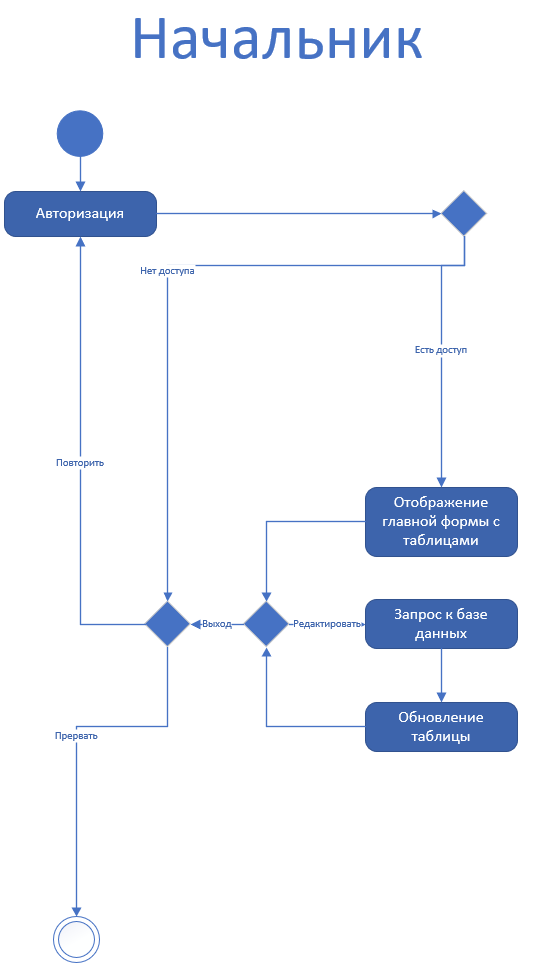 Начальник
Авторизация
Нет доступа
Есть доступ
Повторить
Отображение
главной формы с
таблицами
Выход
Редактировать
Запрос к базе
данных
Обновление
таблицы
Прервать